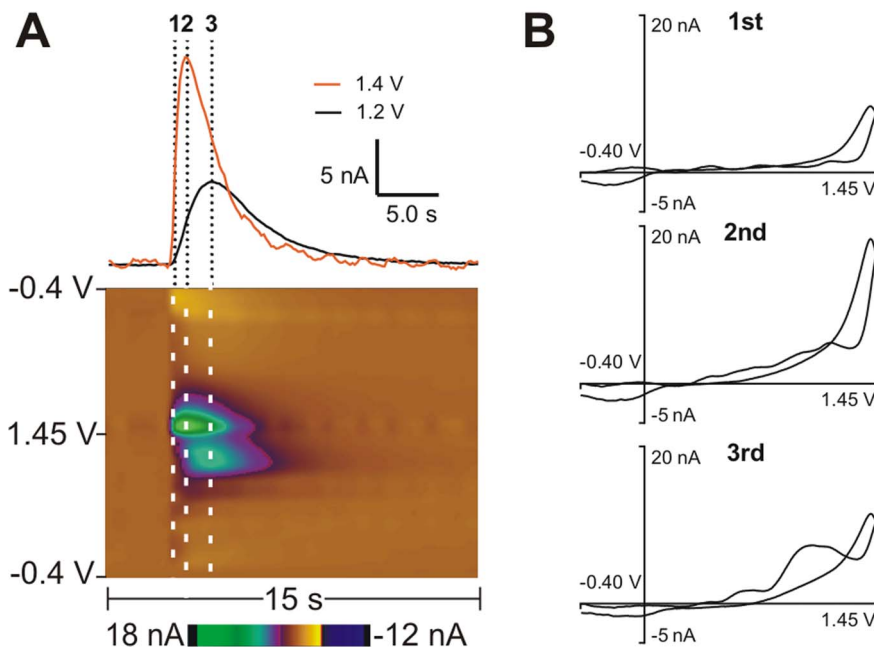 A
12 3
1.4 V
1.2 V
5 nA
5.0 s
-0.4 V
1.45 V
-0.4 V
15 s
18 nA -12 nA
B
20 nA 1st
-0.40 V
1.45 V
-5 nA
20 nA 2nd
-0.40 V
1.45 V
-5 nA
20 nA 3rd
-0.40 V
1.45 V
-5 nA